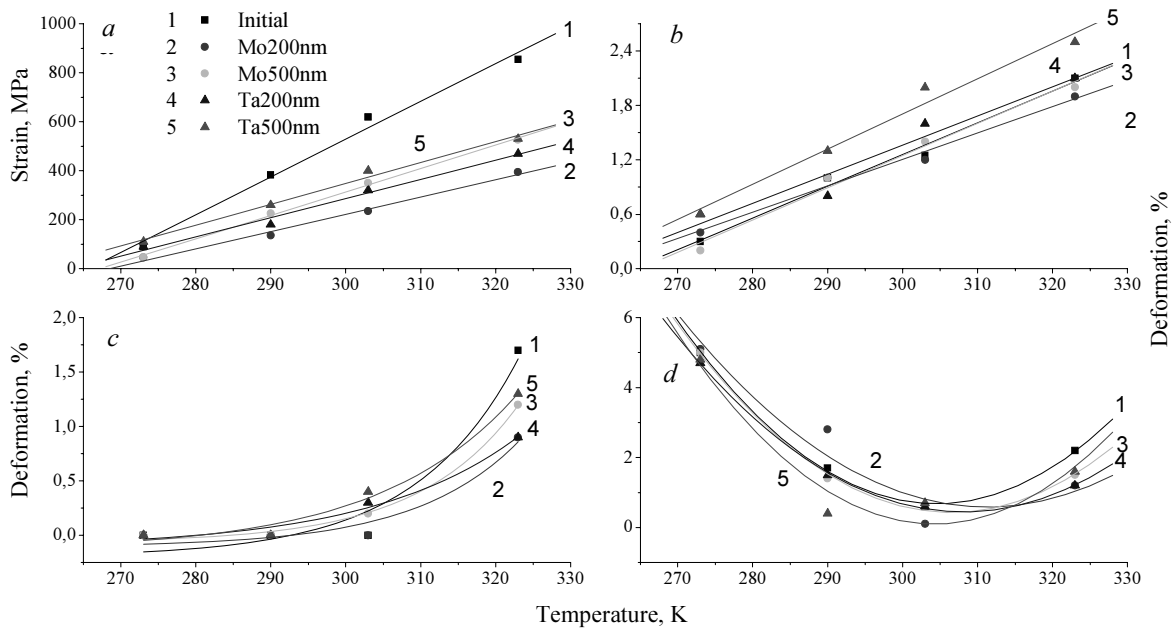 a
--
1 Initial
2 Mo200nm
3 Mo500nm
4 Ta200nm
5 Ta500nm
Strain, MPa
1000
800
600
400
200
0
270 280 290 300 310 320 330
1
3
5
4
2
b
2,4
1,8
1,2
0,6
0,0
270 280 290 300 310 320 330
5
1
4
3
2
Deformation, %
c
Deformation, %
2,0
1,5
1,0
0,5
0,0
270 280 290 300 310 320 330
1
5
3
4
2
d
6
4
2
0
270 280 290 300 310 320 330
1
2
3
4
5
Temperature, K